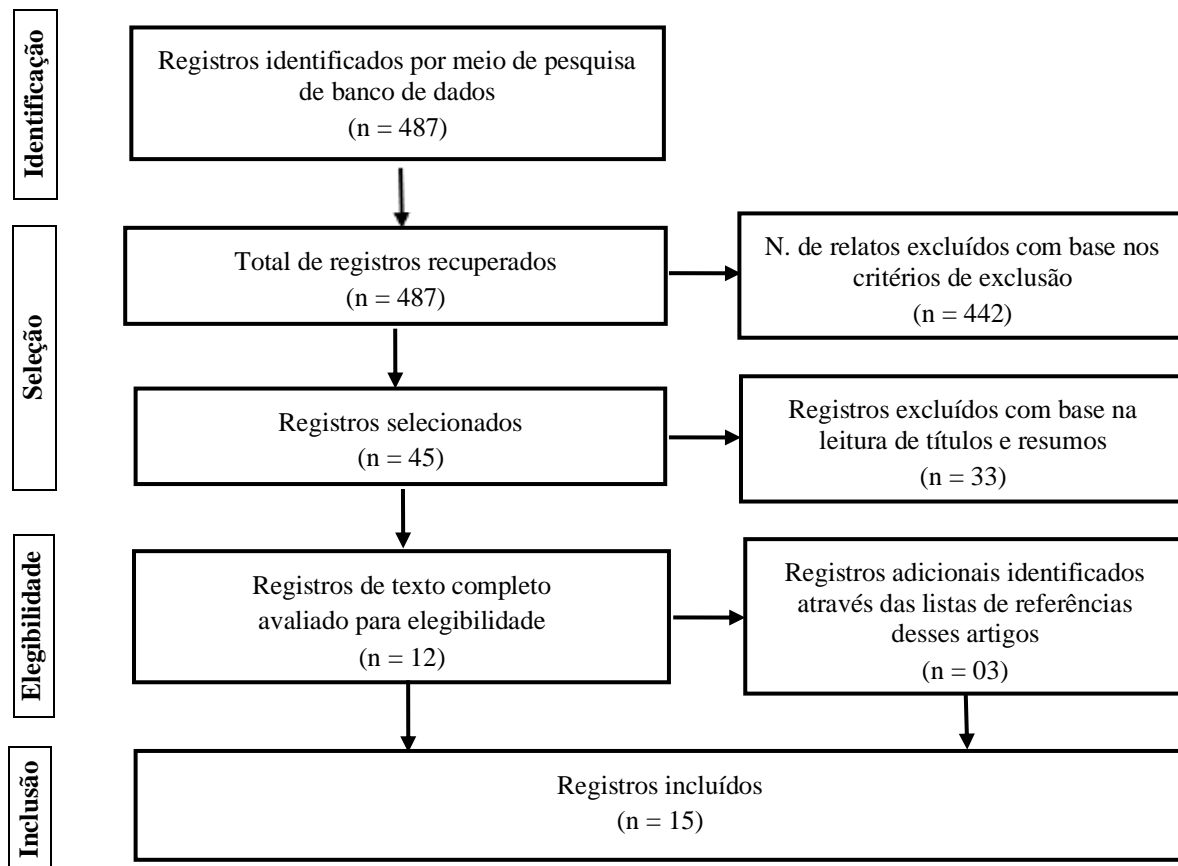 Identificação
Registros identificados por meio de pesquisa
de banco de dados
(n = 487)
Seleção
Total de registros recuperados
(n = 487)
N. de relatos excluídos com base nos
critérios de exclusão
(n = 442)
Registros selecionados
(n = 45)
Registros excluídos com base na
leitura de títulos e resumos
(n = 33)
Elegibilidade
Registros de texto completo
avaliado para elegibilidade
(n = 12)
Registros adicionais identificados
através das listas de referências
desses artigos
(n = 03)
Inclusão
Registros incluídos
(n = 15)